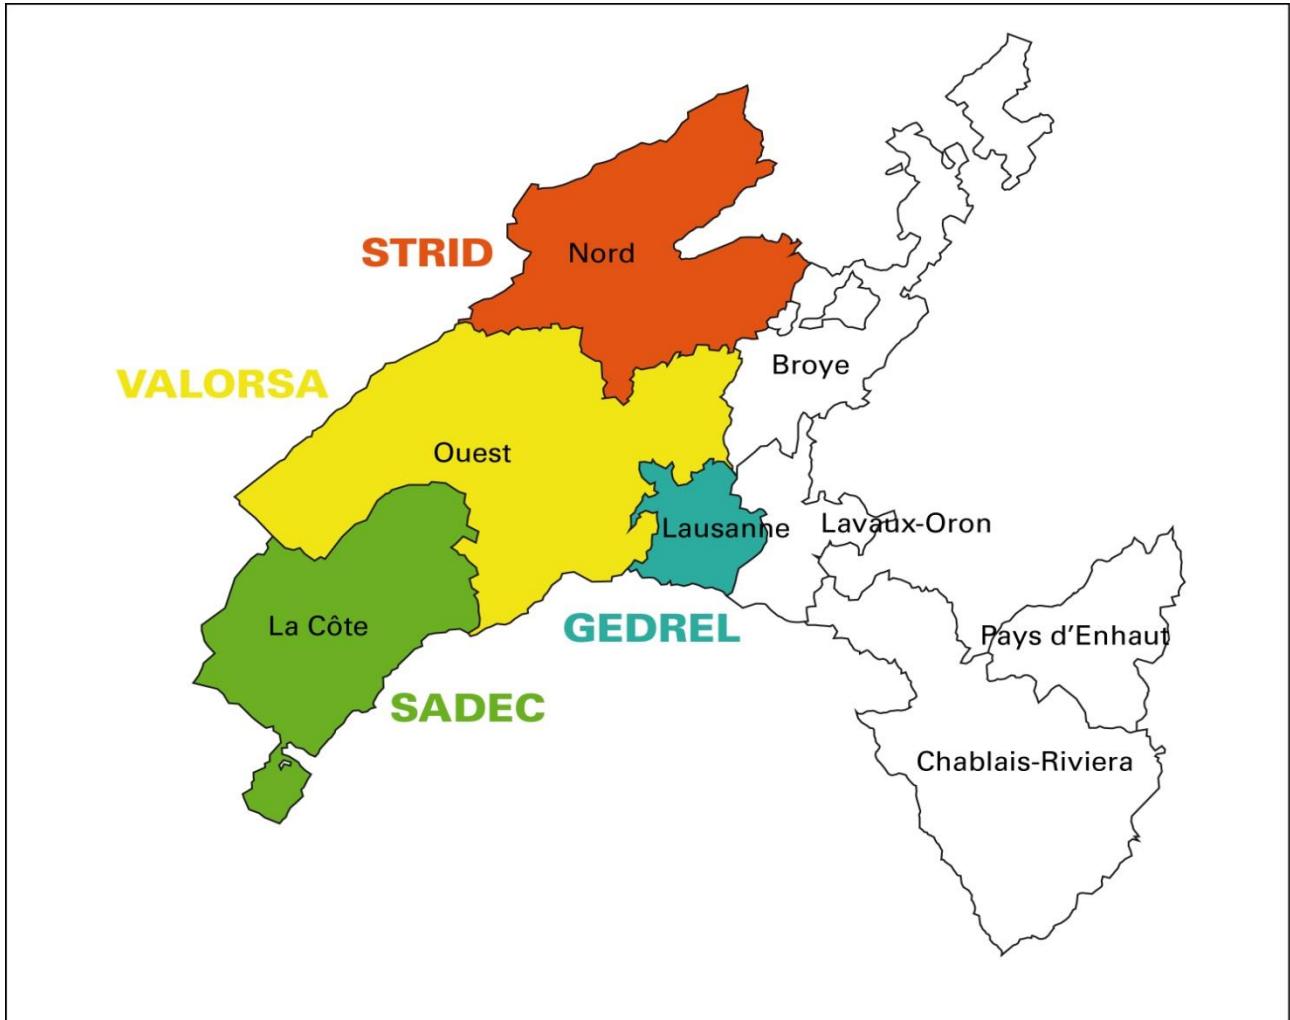 STRID
Nord
VALORSA
Broye
Ouest
Lausanne
Lavaux-Oron
La Côte
GEDREL
Pays d'Enhaut
SADEC
Chablais-Riviera